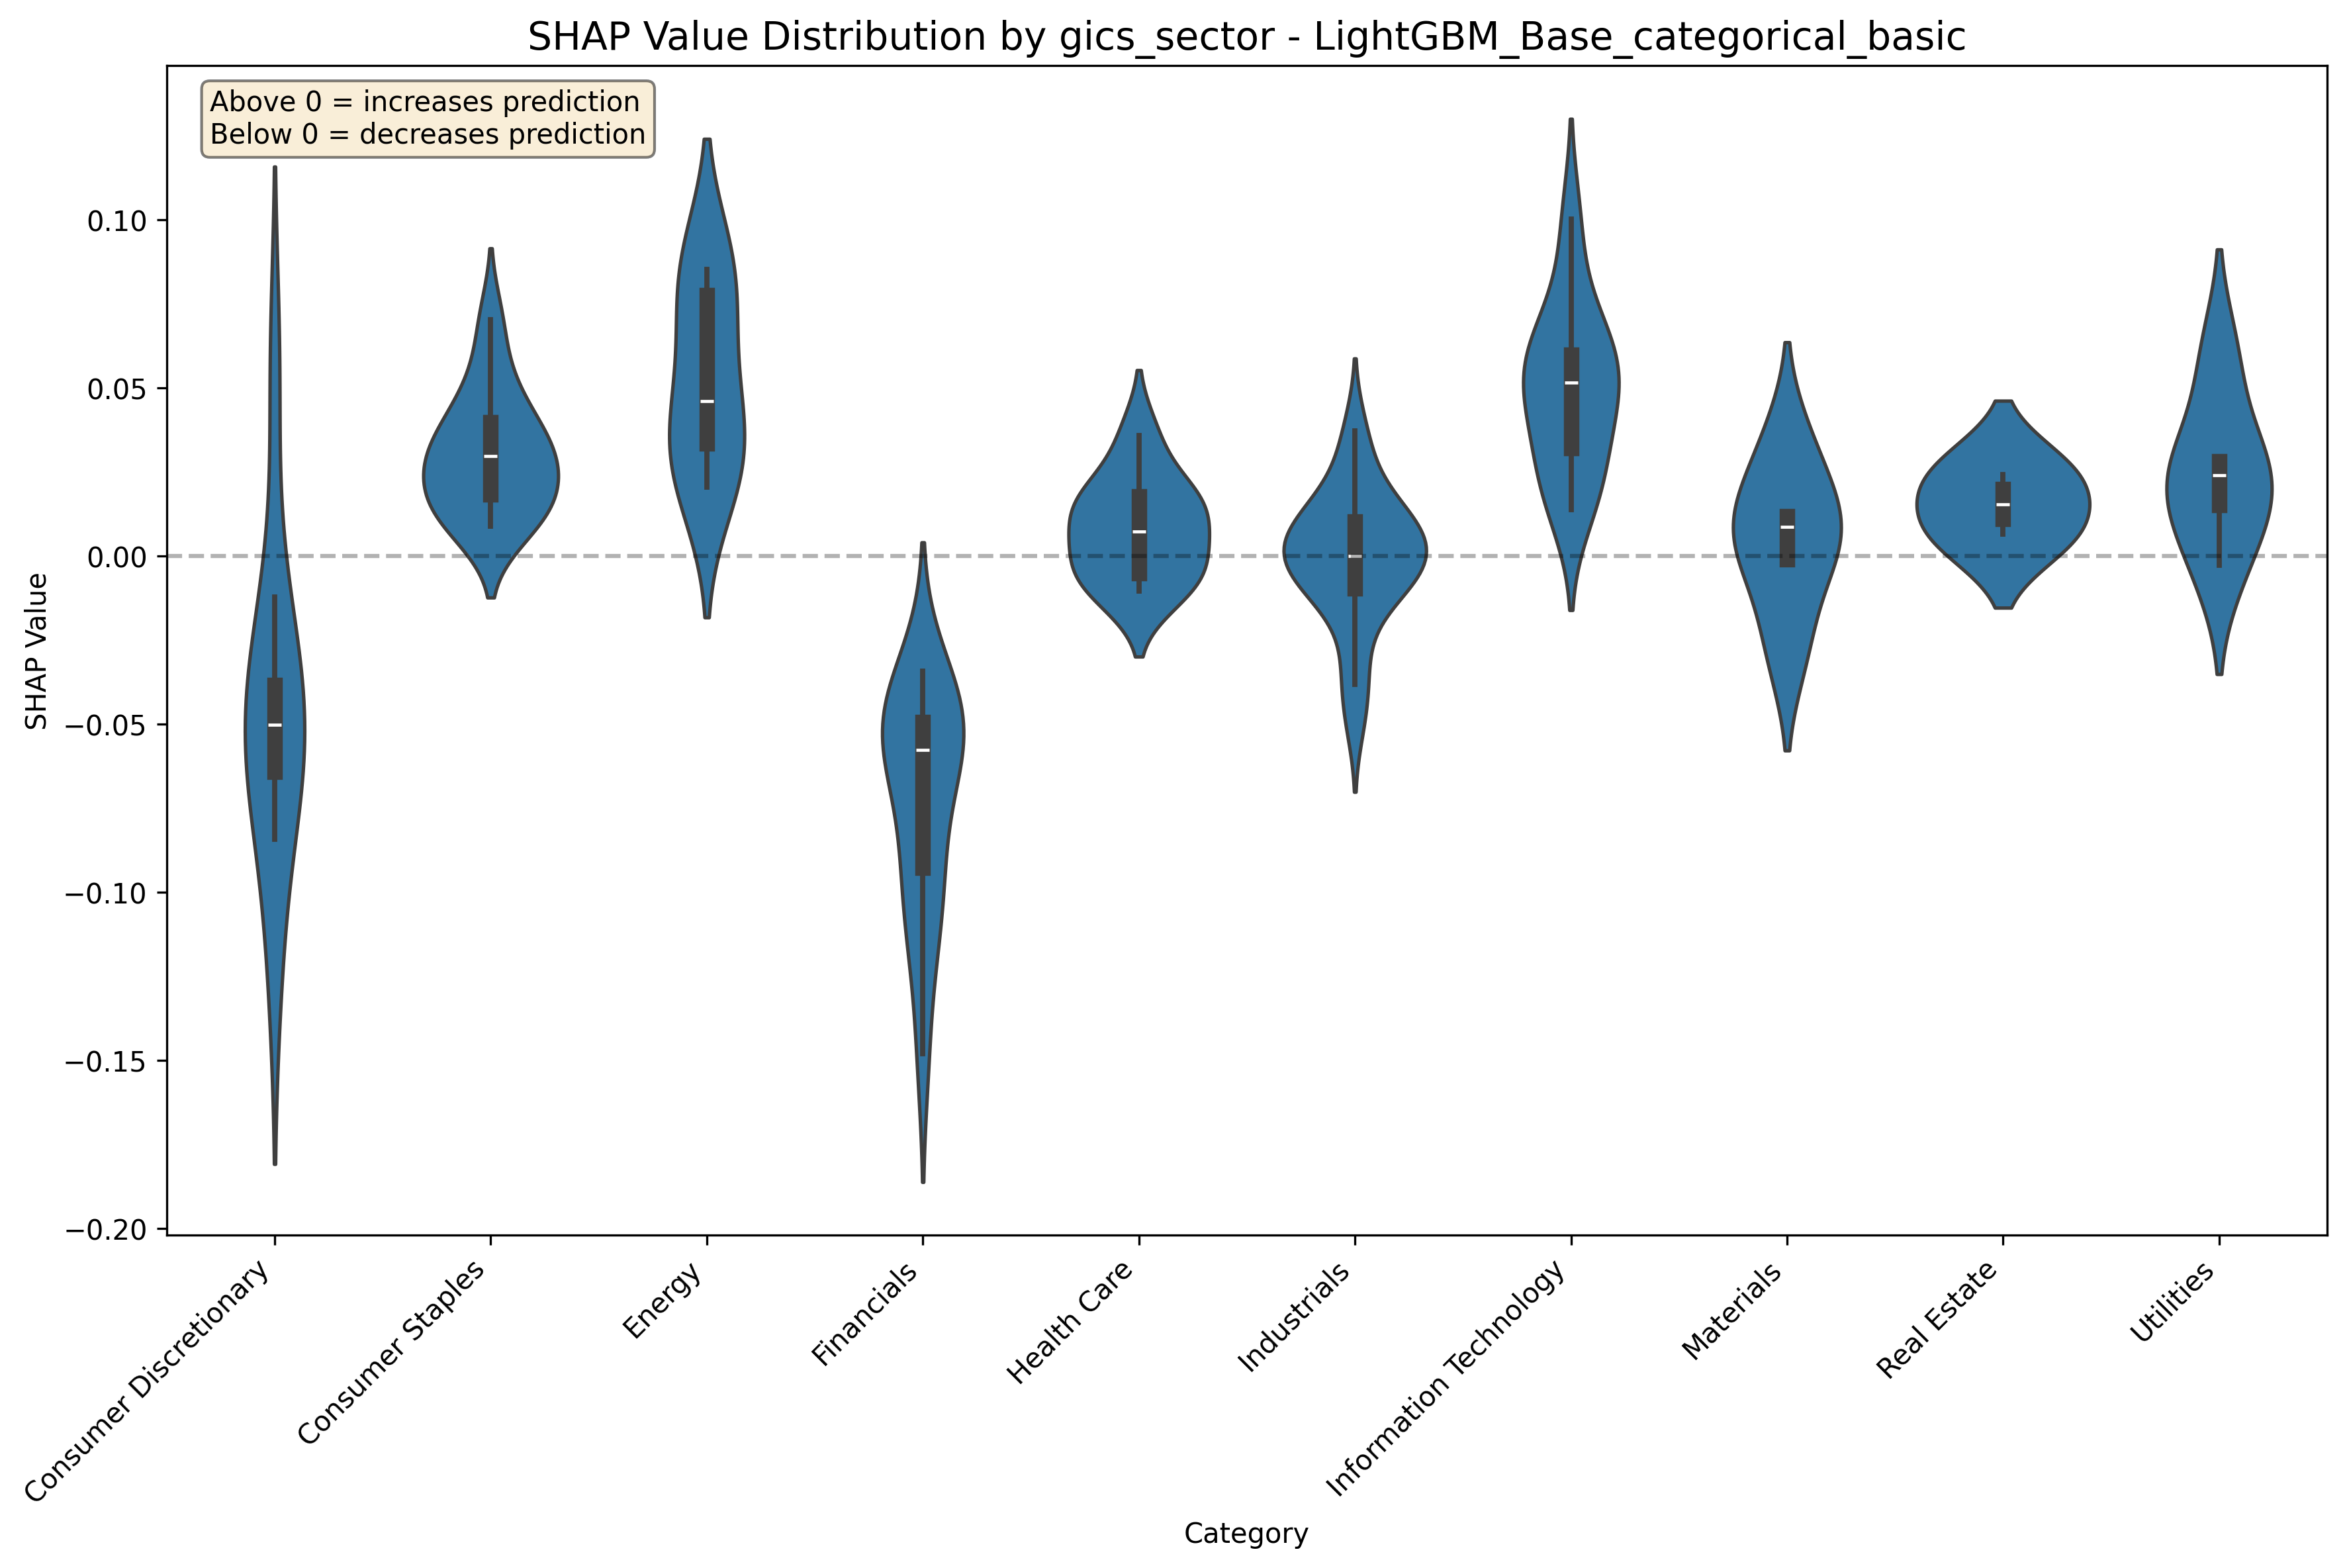 SHAP Value Distribution by gics_sector - LightGBM_Base_categorical_basic
Above 0 = increases prediction
Below 0 = decreases prediction
SHAP Value
0.10
0.05
0.00
−0.05
−0.10
−0.15
−0.20
Consumer Discretionary
Consumer Staples
Energy
Financials
Health Care
Industrials
Information Technology
Materials
Real Estate
Utilities
Category